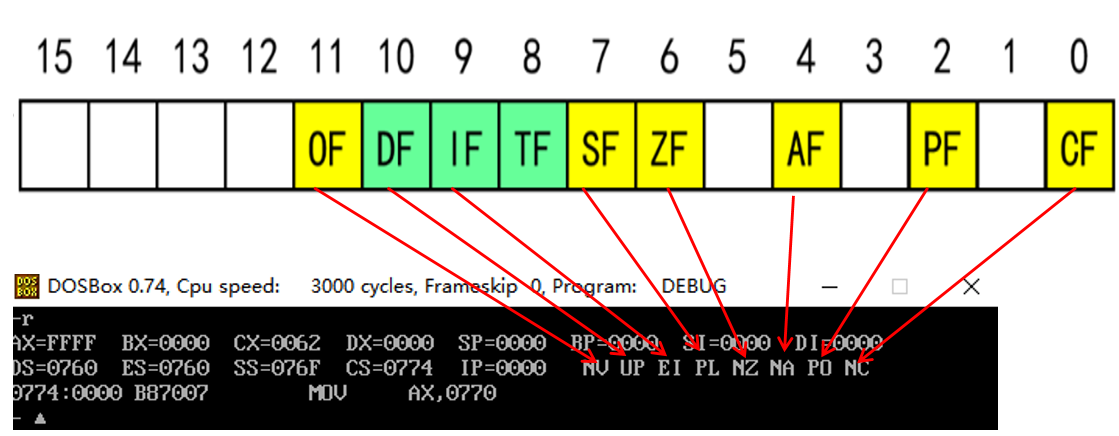 15 14 13 12 11 10 9 8 7 6 5 4 3 2 1 0
OF DF IF TF SF ZF AF PF CF
DOSBox 0.74, Cpu speed: 3000 cycles, Frameskip 0, Program: DEBUG
-r
AX=FFFF BX=0000 CX=0062 DX=0000 SP=0000 BP=0000 SI=0000 DI=0000
DS=0760 ES=0760 SS=076F CS=0774 IP=0000 NV UP EI PL NZ NA PO NC
0774:0000 B87007 MOV AX,0770
-